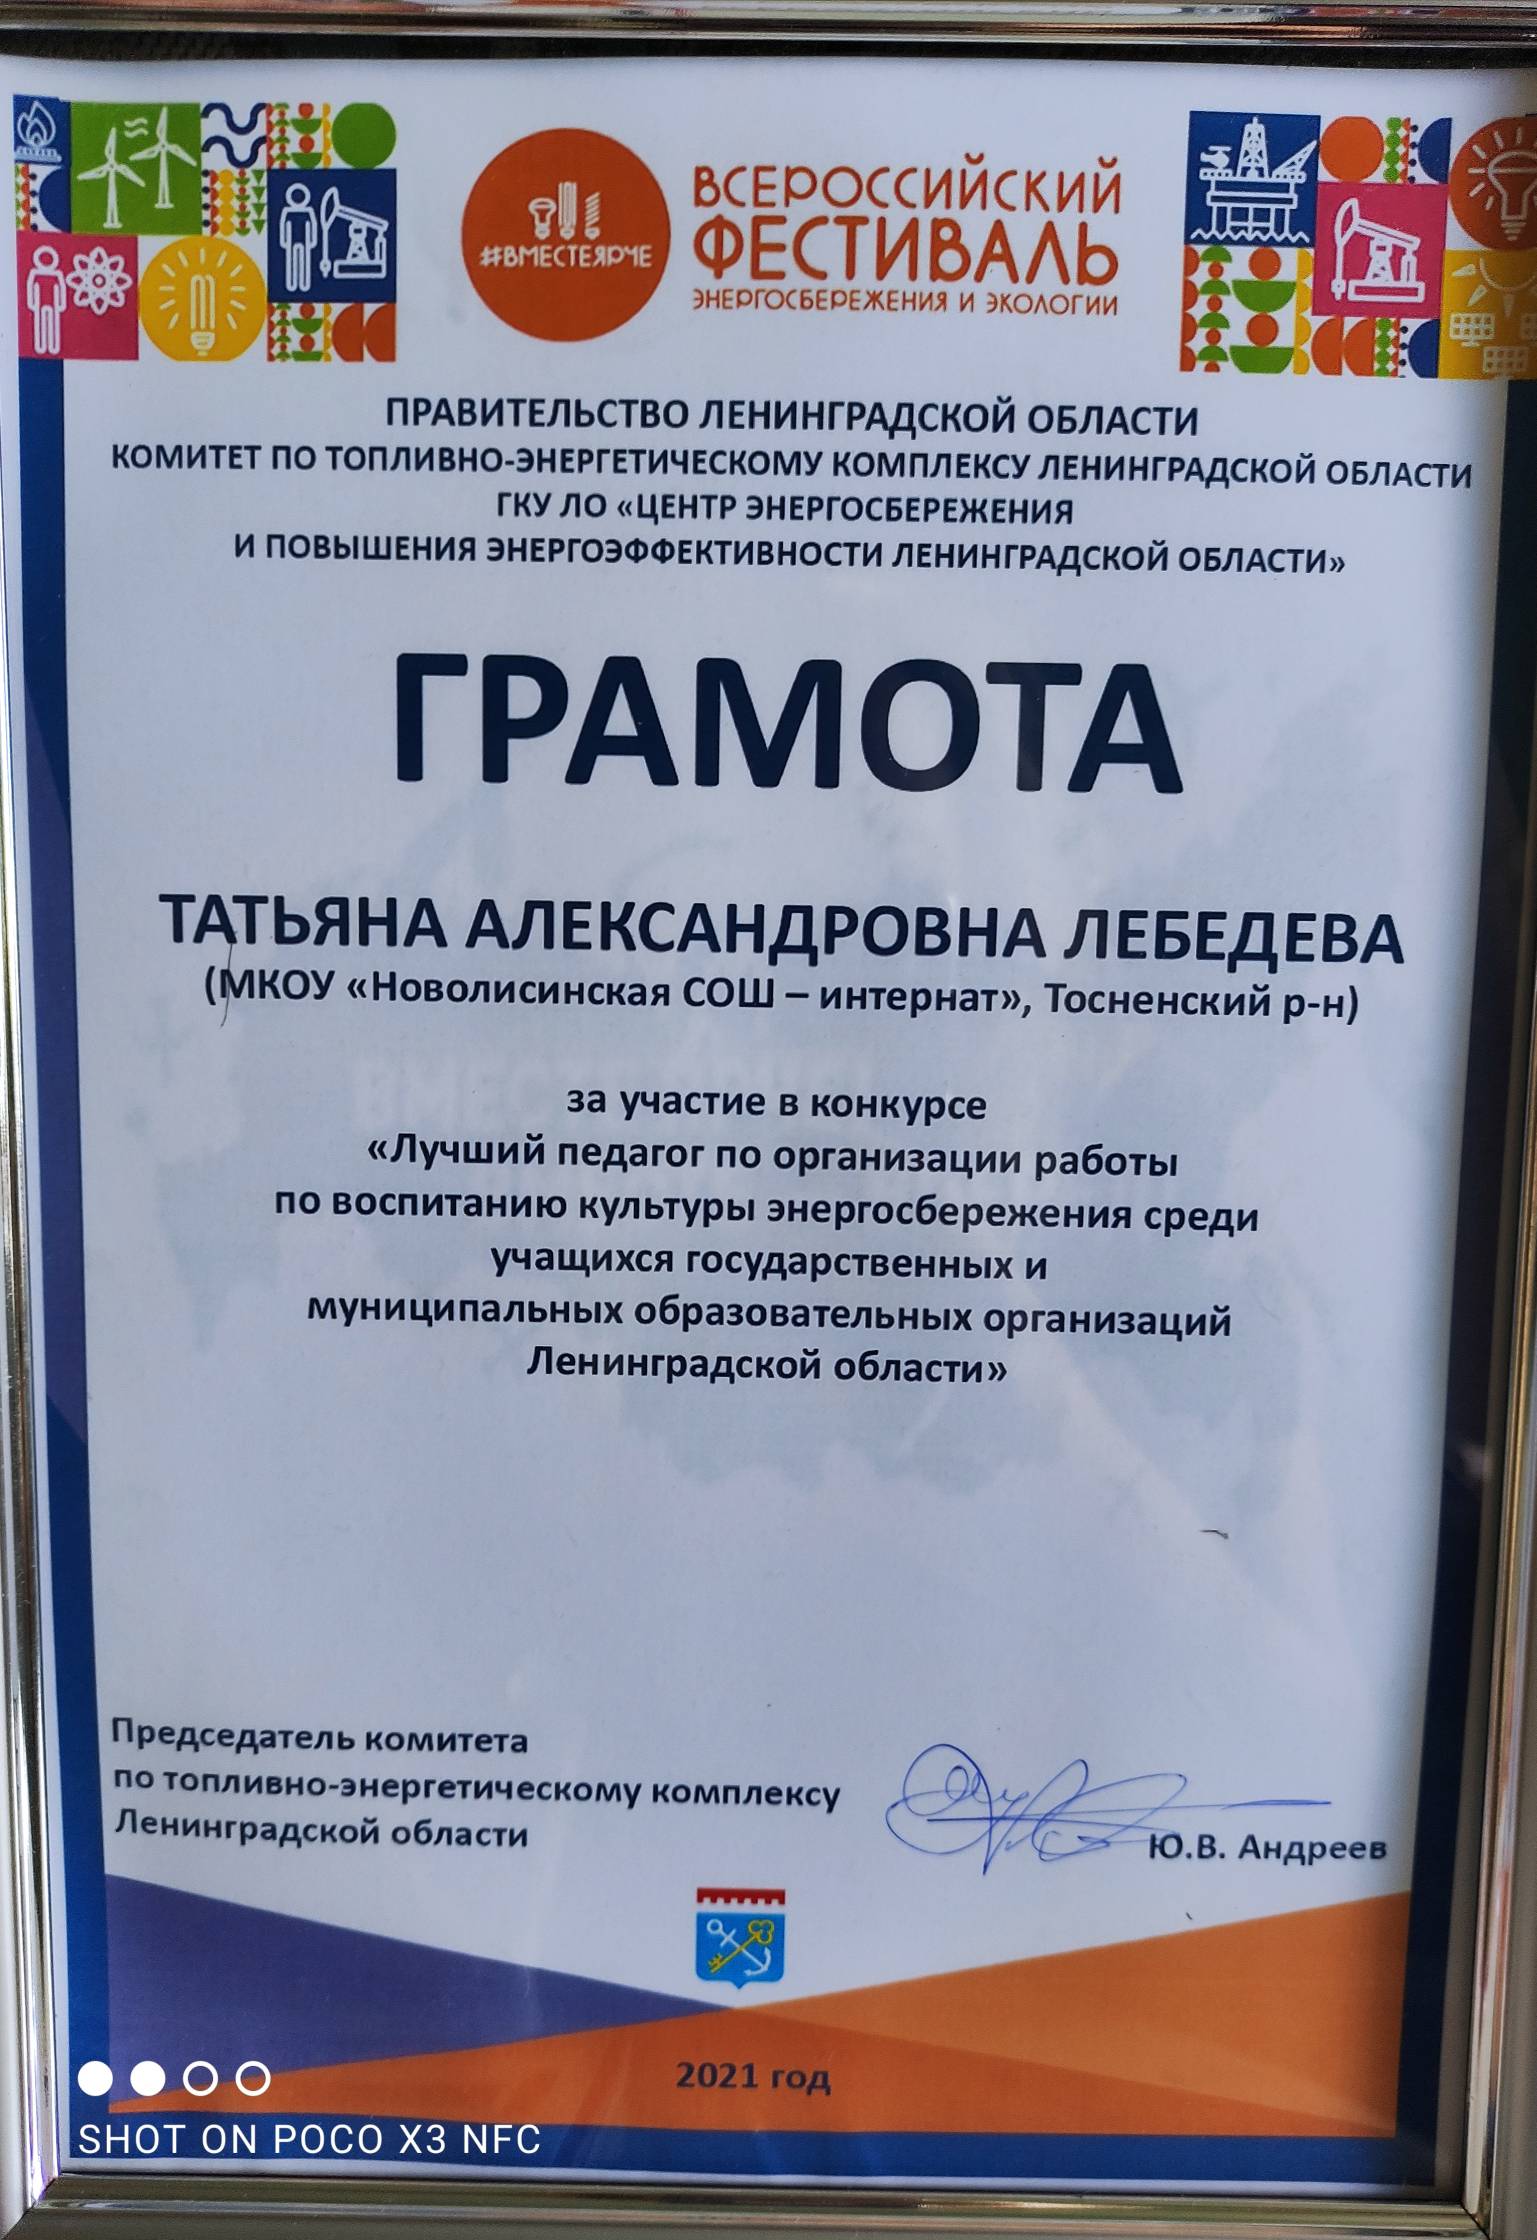 #ВМЕСТЕЯРЧЕ
ВСЕРОССИЙСКИЙ
ФЕСТИВАЛЬ
ЭНЕРГОСБЕРЕЖЕНИЯ И ЭКОЛОГИИ
ПРАВИТЕЛЬСТВО ЛЕНИНГРАДСКОЙ ОБЛАСТИ
КОМИТЕТ ПО ТОПЛИВНО-ЭНЕРГЕТИЧЕСКОМУ КОМПЛЕКСУ ЛЕНИНГРАДСКОЙ ОБЛАСТИ
ГКУ ЛО «ЦЕНТР ЭНЕРГОСБЕРЕЖЕНИЯ
И ПОВЫШЕНИЯ ЭНЕРГОЭФФЕКТИВНОСТИ ЛЕНИНГРАДСКОЙ ОБЛАСТИ»
ГРАМОТА
ТАТЬЯНА АЛЕКСАНДРОВНА ЛЕБЕДЕВА
(МКОУ «Новолисинская СОШ – интернат», Тосненский р-н)
за участие в конкурсе
«Лучший педагог по организации работы
по воспитанию культуры энергосбережения среди
учащихся государственных и
муниципальных образовательных организаций
Ленинградской области»
Председатель комитета
по топливно-энергетическому комплексу
Ленинградской области
Ю.В. Андреев
2021 год
SHOT ON POCO X3 NFC